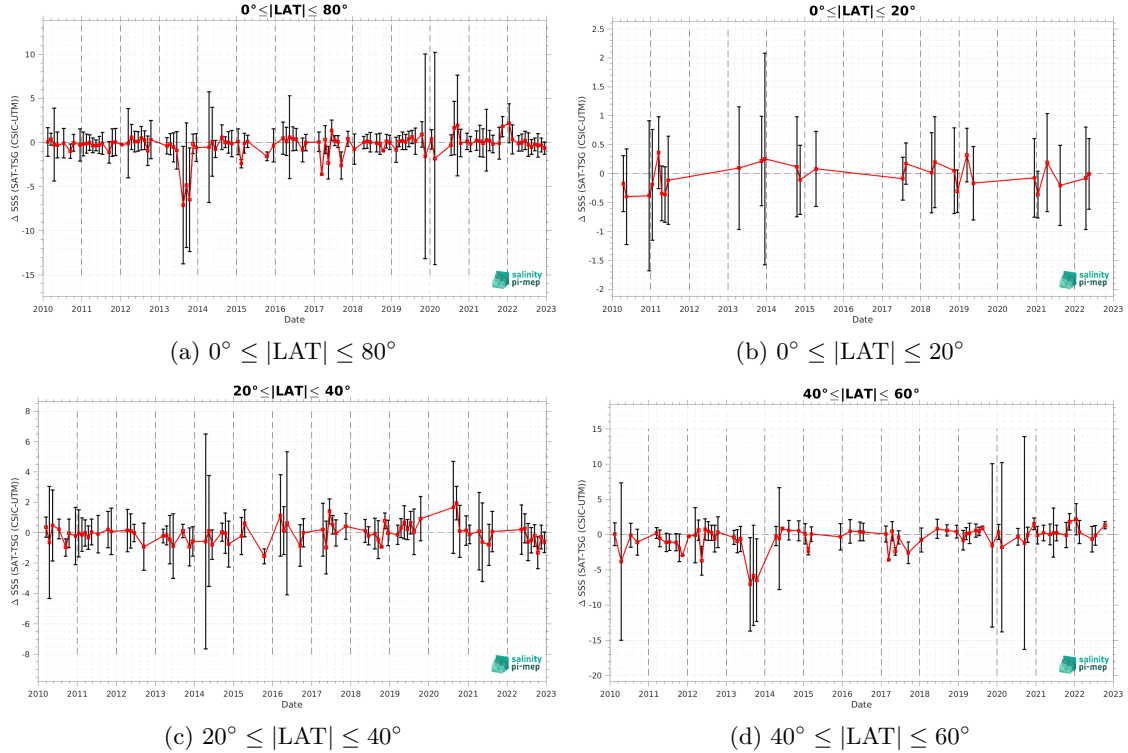 0°≤|LAT|≤ 80°
Δ SSS (SAT-TSG (CSIC-UTM))
10
5
0
-5
-10
-15
2010 2011 2012 2013 2014 2015 2016 2017 2018 2019 2020 2021 2022 2023
Date
salinity
pi-mep
(a) 0° ≤ |LAT| ≤ 80°
0°≤|LAT|≤ 20°
Δ SSS (SAT-TSG (CSIC-UTM))
2.5
2
1.5
1
0.5
0
-0.5
-1
-1.5
-2
2010 2011 2012 2013 2014 2015 2016 2017 2018 2019 2020 2021 2022 2023
Date
salinity
pi-mep
(b) 0° ≤ |LAT| ≤ 20°
20°≤|LAT|≤ 40°
Δ SSS (SAT-TSG (CSIC-UTM))
8
6
4
2
0
-2
-4
-6
-8
2010 2011 2012 2013 2014 2015 2016 2017 2018 2019 2020 2021 2022 2023
Date
salinity
pi-mep
(c) 20° ≤ |LAT| ≤ 40°
40°≤|LAT|≤ 60°
Δ SSS (SAT-TSG (CSIC-UTM))
15
10
5
0
-5
-10
-15
-20
2010 2011 2012 2013 2014 2015 2016 2017 2018 2019 2020 2021 2022 2023
Date
salinity
pi-mep
(d) 40° ≤ |LAT| ≤ 60°